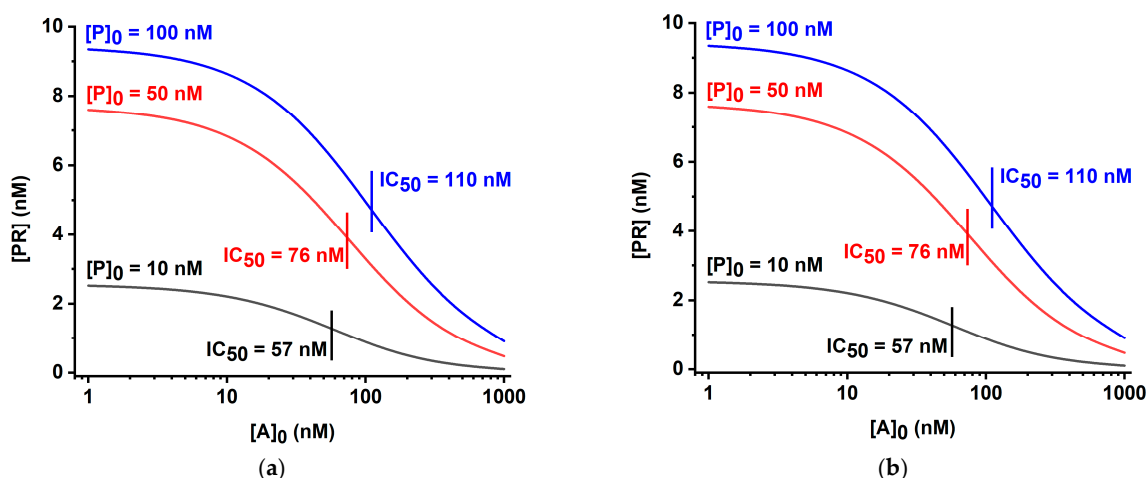 10
[P]0 = 100 nM
8
[P]0 = 50 nM
6
IC50 = 110 nM
[PR] (nM)
4
IC50 = 76 nM
[P]0 = 10 nM
2
IC50 = 57 nM
0
1
10
100
1000
[A]0 (nM)
(a)
10
[P]0 = 100 nM
8
[P]0 = 50 nM
6
IC50 = 110 nM
[PR] (nM)
4
IC50 = 76 nM
[P]0 = 10 nM
2
IC50 = 57 nM
0
1
10
100
1000
[A]0 (nM)
(b)